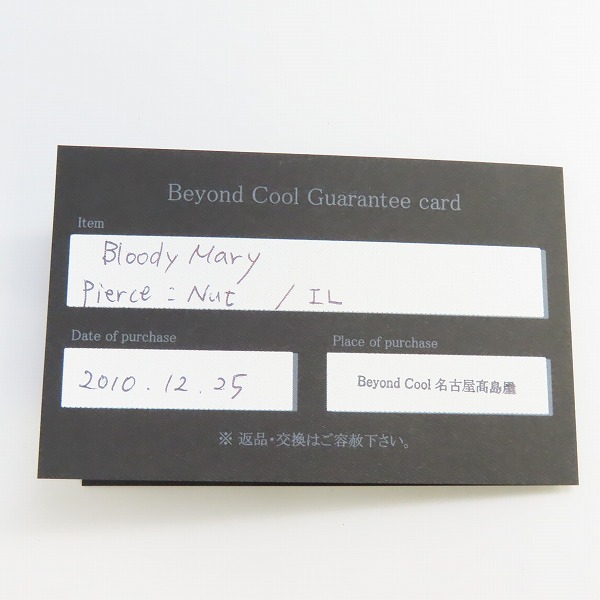 Beyond Cool Guarantee card
Item
Bloody Mary
Pierce : Nut / IL
Date of purchase
Place of purchase
2010.12.25
Beyond Cool 名古屋髙島屋
※ 返品・交換はご容赦下さい。